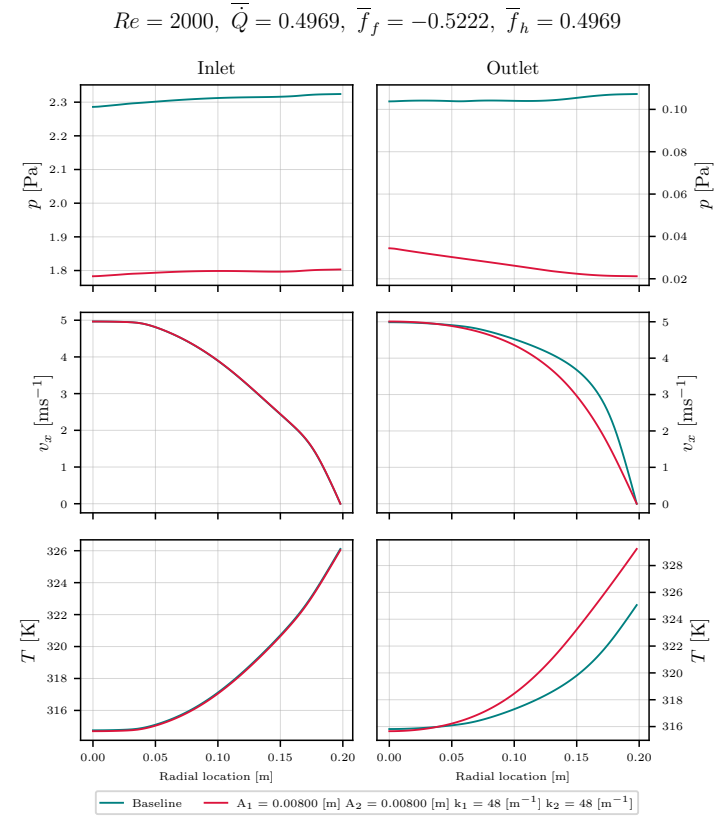 Re = 2000, \overline{\dot{Q}} = 0.4969, \overline{f}_f = −0.5222, \overline{f}_h = 0.4969
Inlet
Outlet
2.3
2.2
2.1
2.0
1.9
1.8
p [Pa]
0.10
0.08
0.06
0.04
0.02
p [Pa]
5
4
3
2
1
0
v_x [ms⁻¹]
5
4
3
2
1
0
v_x [ms⁻¹]
326
324
322
320
318
316
T [K]
328
326
324
322
320
318
316
T [K]
0.00 0.05 0.10 0.15 0.20
0.00 0.05 0.10 0.15 0.20
Radial location [m]
Radial location [m]
Baseline
A₁ = 0.00800 [m] A₂ = 0.00800 [m] k₁ = 48 [m⁻¹] k₂ = 48 [m⁻¹]